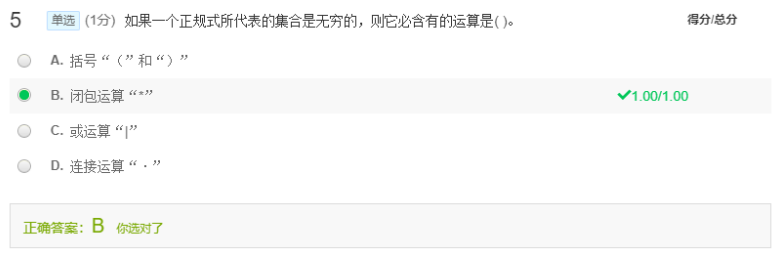 5 单选 (1分) 如果一个正规式所代表的集合是无穷的，则它必含有的运算是( )。 得分/总分
A. 括号“（”和“）”
B. 闭包运算“*” 1.00/1.00
C. 或运算“|”
D. 连接运算“·”
正确答案：B 你选对了